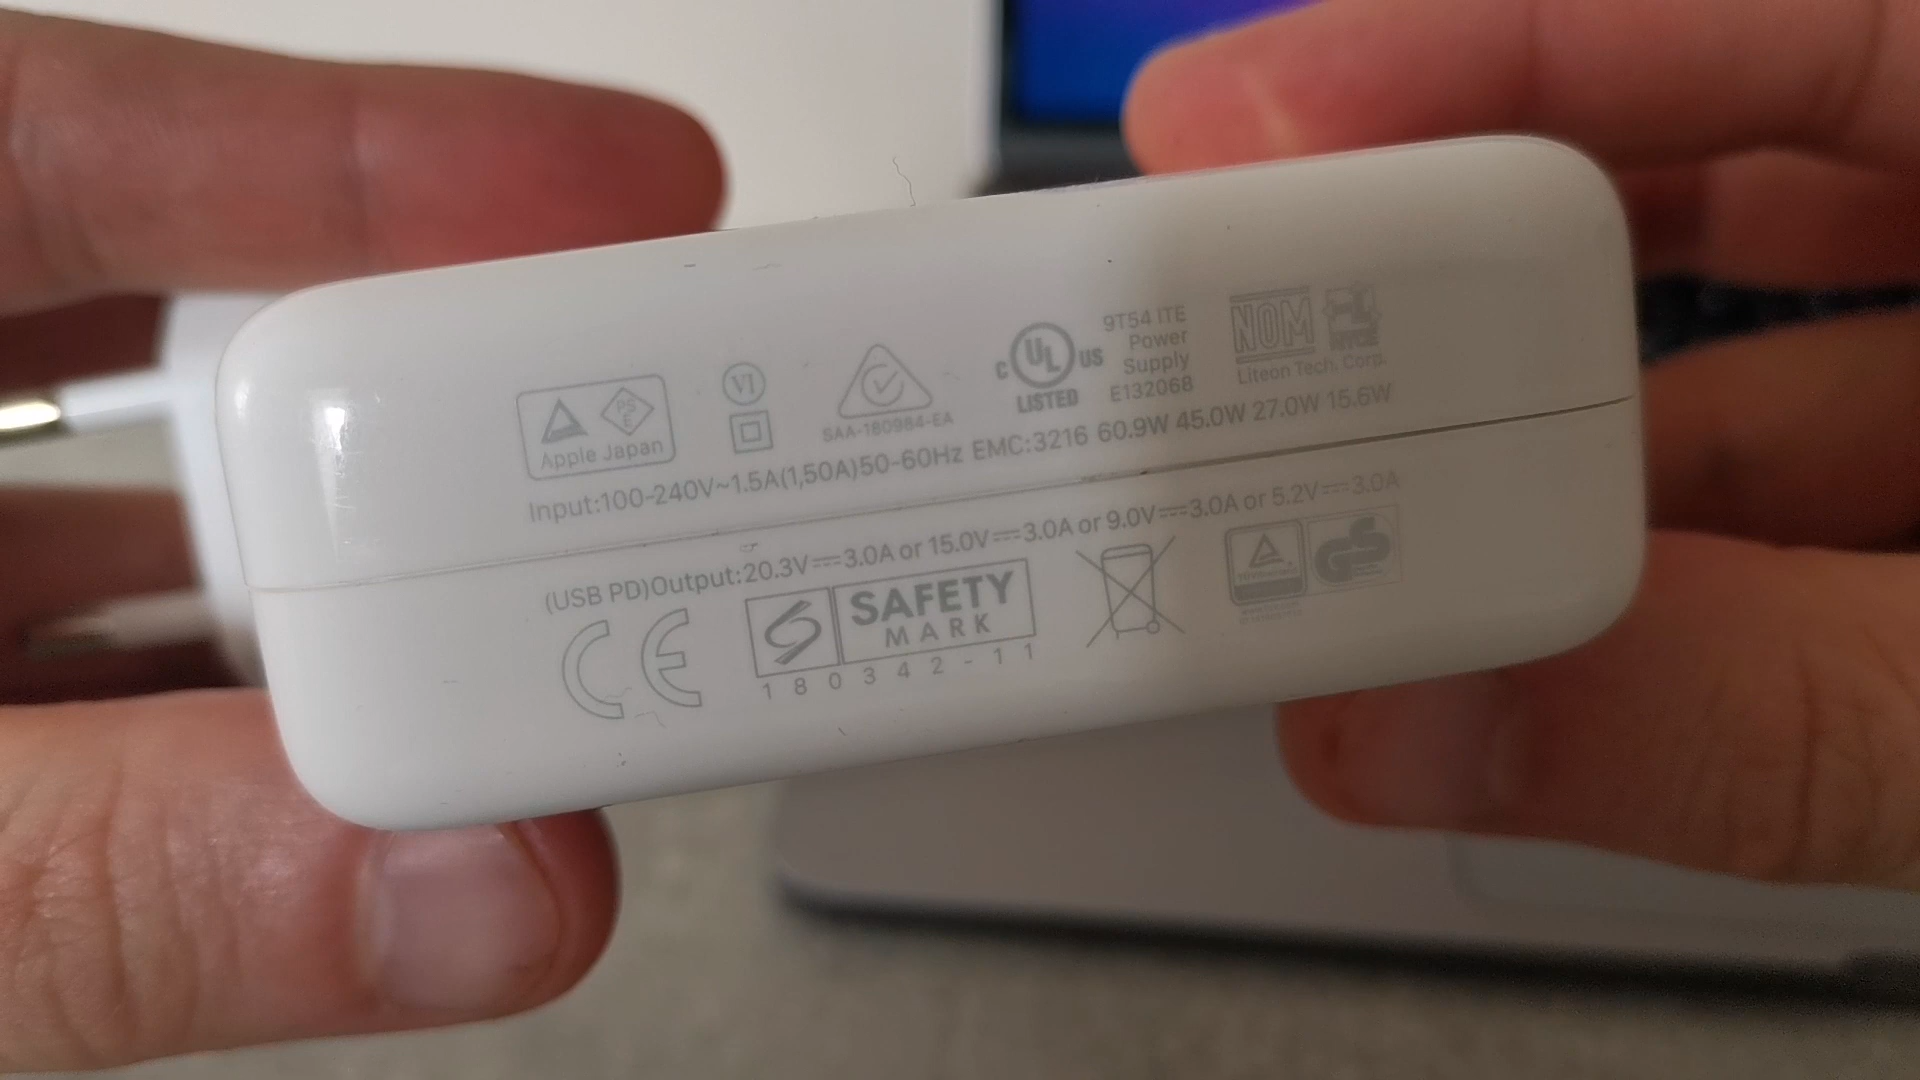 PSE
Apple Japan
VI
SAA-180984-EA
C UL US
LISTED
9T54 ITE
Power
Supply
E132068
NOM
NYCE
Liteon Tech. Corp.
Input:100-240V~1.5A(1,50A)50-60Hz EMC:3216 60.9W 45.0W 27.0W 15.6W
(USB PD)Output:20.3V⎓3.0A or 15.0V⎓3.0A or 9.0V⎓3.0A or 5.2V⎓3.0A
CE
SAFETY
MARK
180342-11
GS